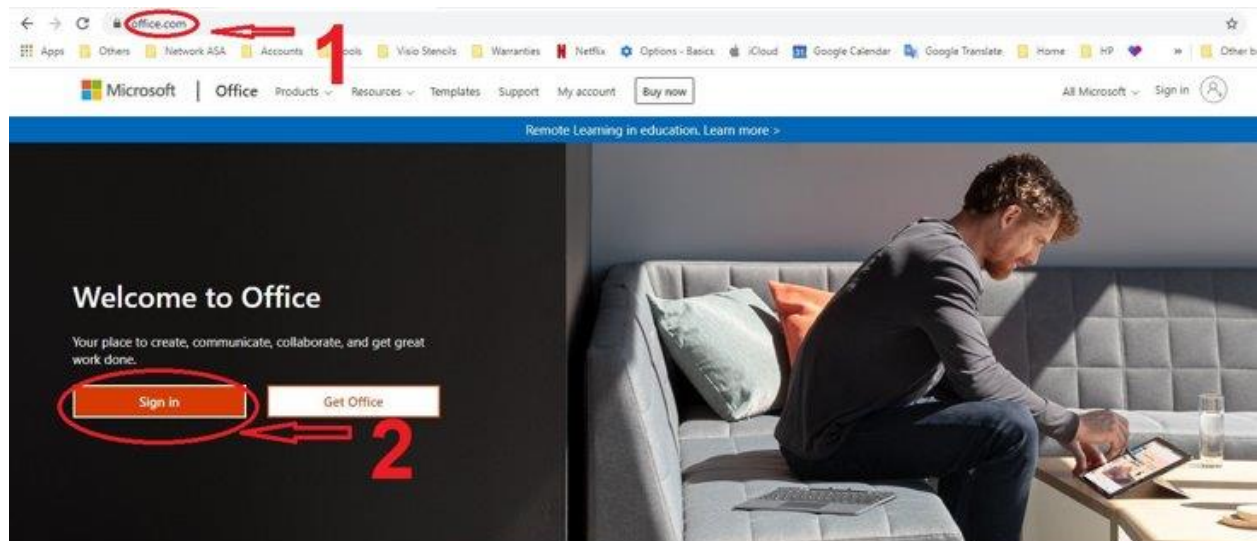 office.com
1
Apps Others Network ASA Accounts Tools Visio Stencils Warranties Netflix Options - Basics iCloud 31 Google Calendar Google Translate Home HP » Other b
Microsoft | Office Products Resources Templates Support My account Buy now All Microsoft Sign in
Remote Learning in education. Learn more >
Welcome to Office
Your place to create, communicate, collaborate, and get great
work done.
Sign in Get Office
2